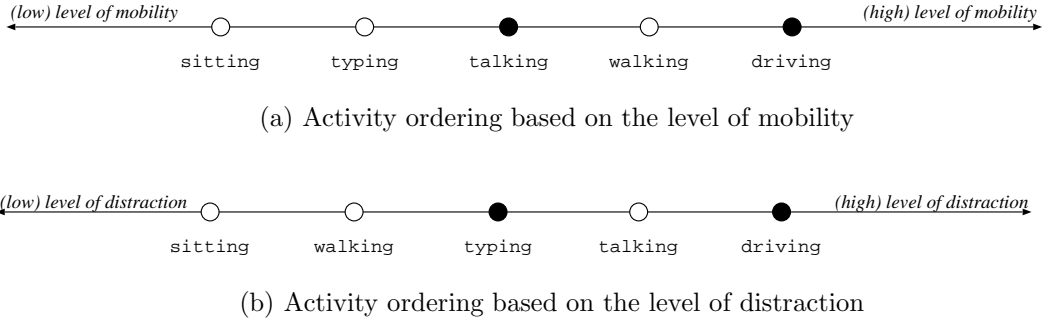 (low) level of mobility (high) level of mobility
sitting typing talking walking driving
(a) Activity ordering based on the level of mobility
(low) level of distraction (high) level of distraction
sitting walking typing talking driving
(b) Activity ordering based on the level of distraction